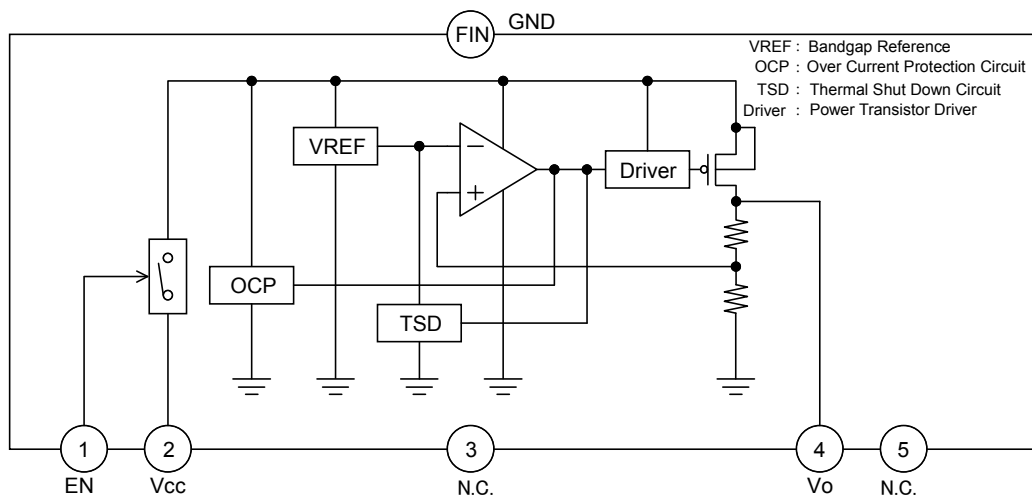 FIN GND
VREF : Bandgap Reference
OCP : Over Current Protection Circuit
TSD : Thermal Shut Down Circuit
Driver : Power Transistor Driver
VREF
−
+
Driver
OCP
TSD
1
2
3
4
5
EN
Vcc
N.C.
Vo
N.C.